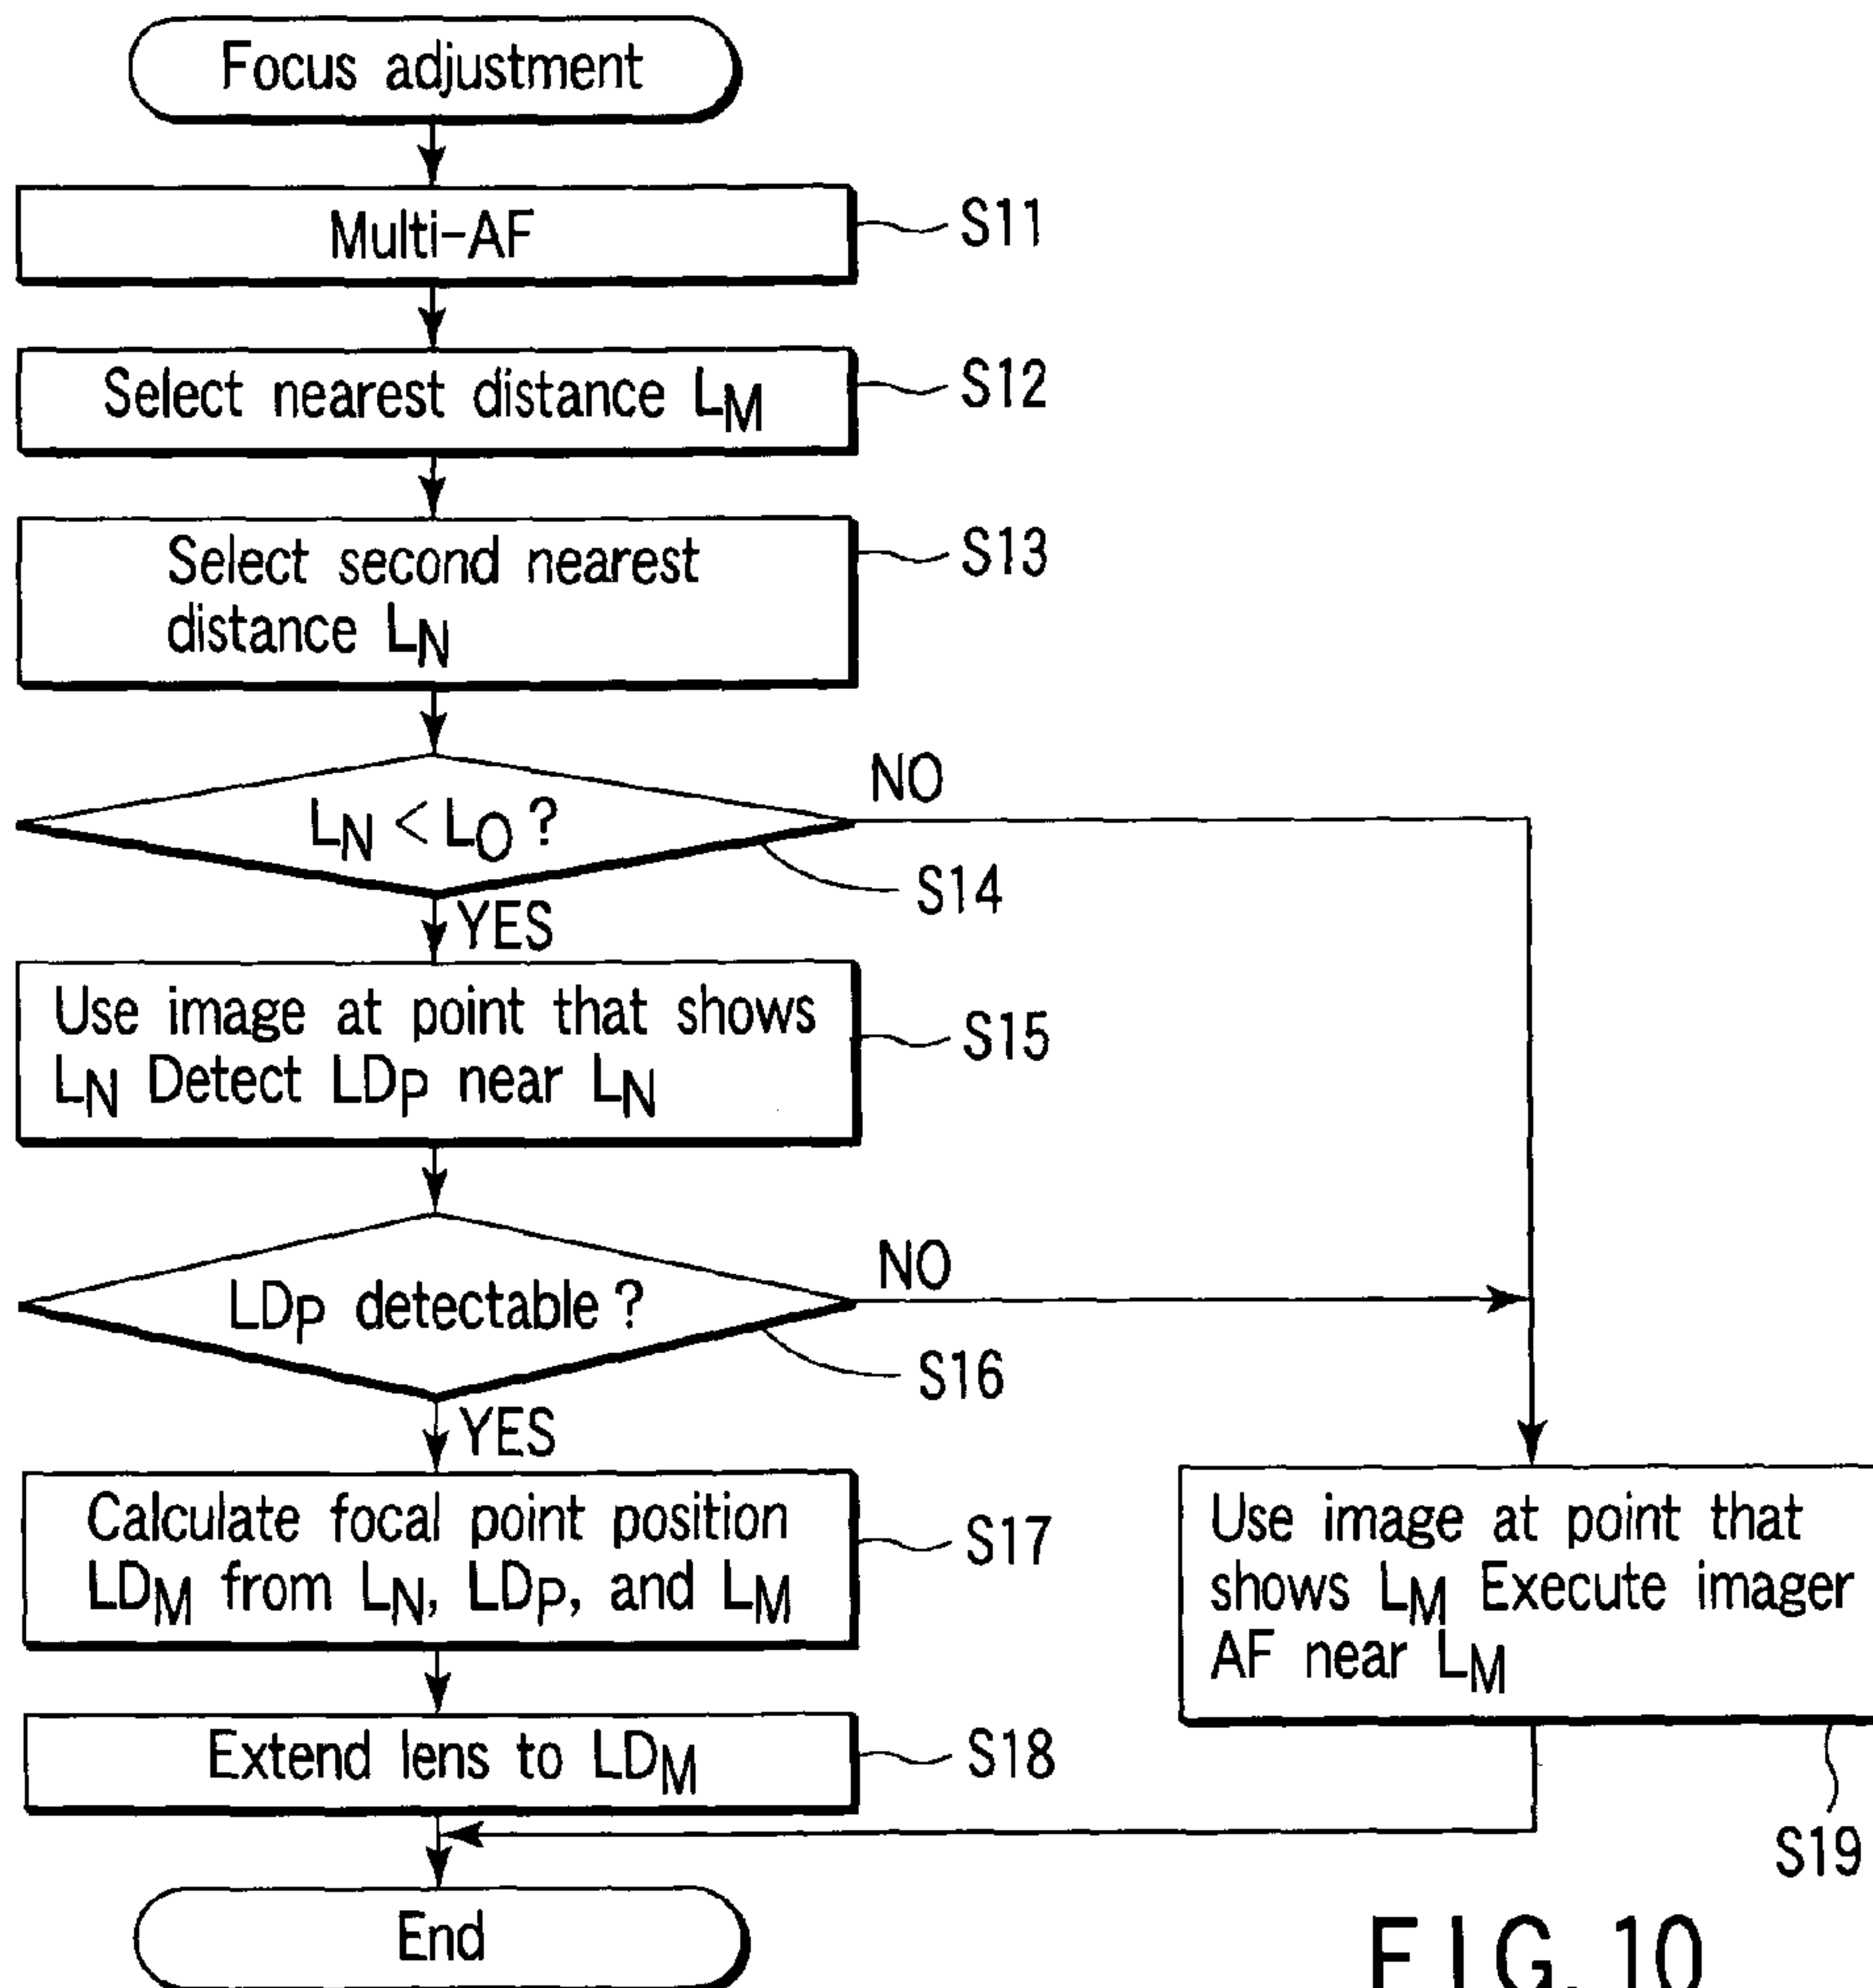 Focus adjustment
Multi-AF
S11
Select nearest distance LM
S12
Select second nearest
distance LN
S13
LN < LO ?
NO
S14
YES
Use image at point that shows
LN Detect LDP near LN
S15
LDP detectable ?
NO
S16
YES
Calculate focal point position
LDM from LN, LDP, and LM
S17
Use image at point that
shows LM Execute imager
AF near LM
S19
Extend lens to LDM
S18
End
FIG. 10